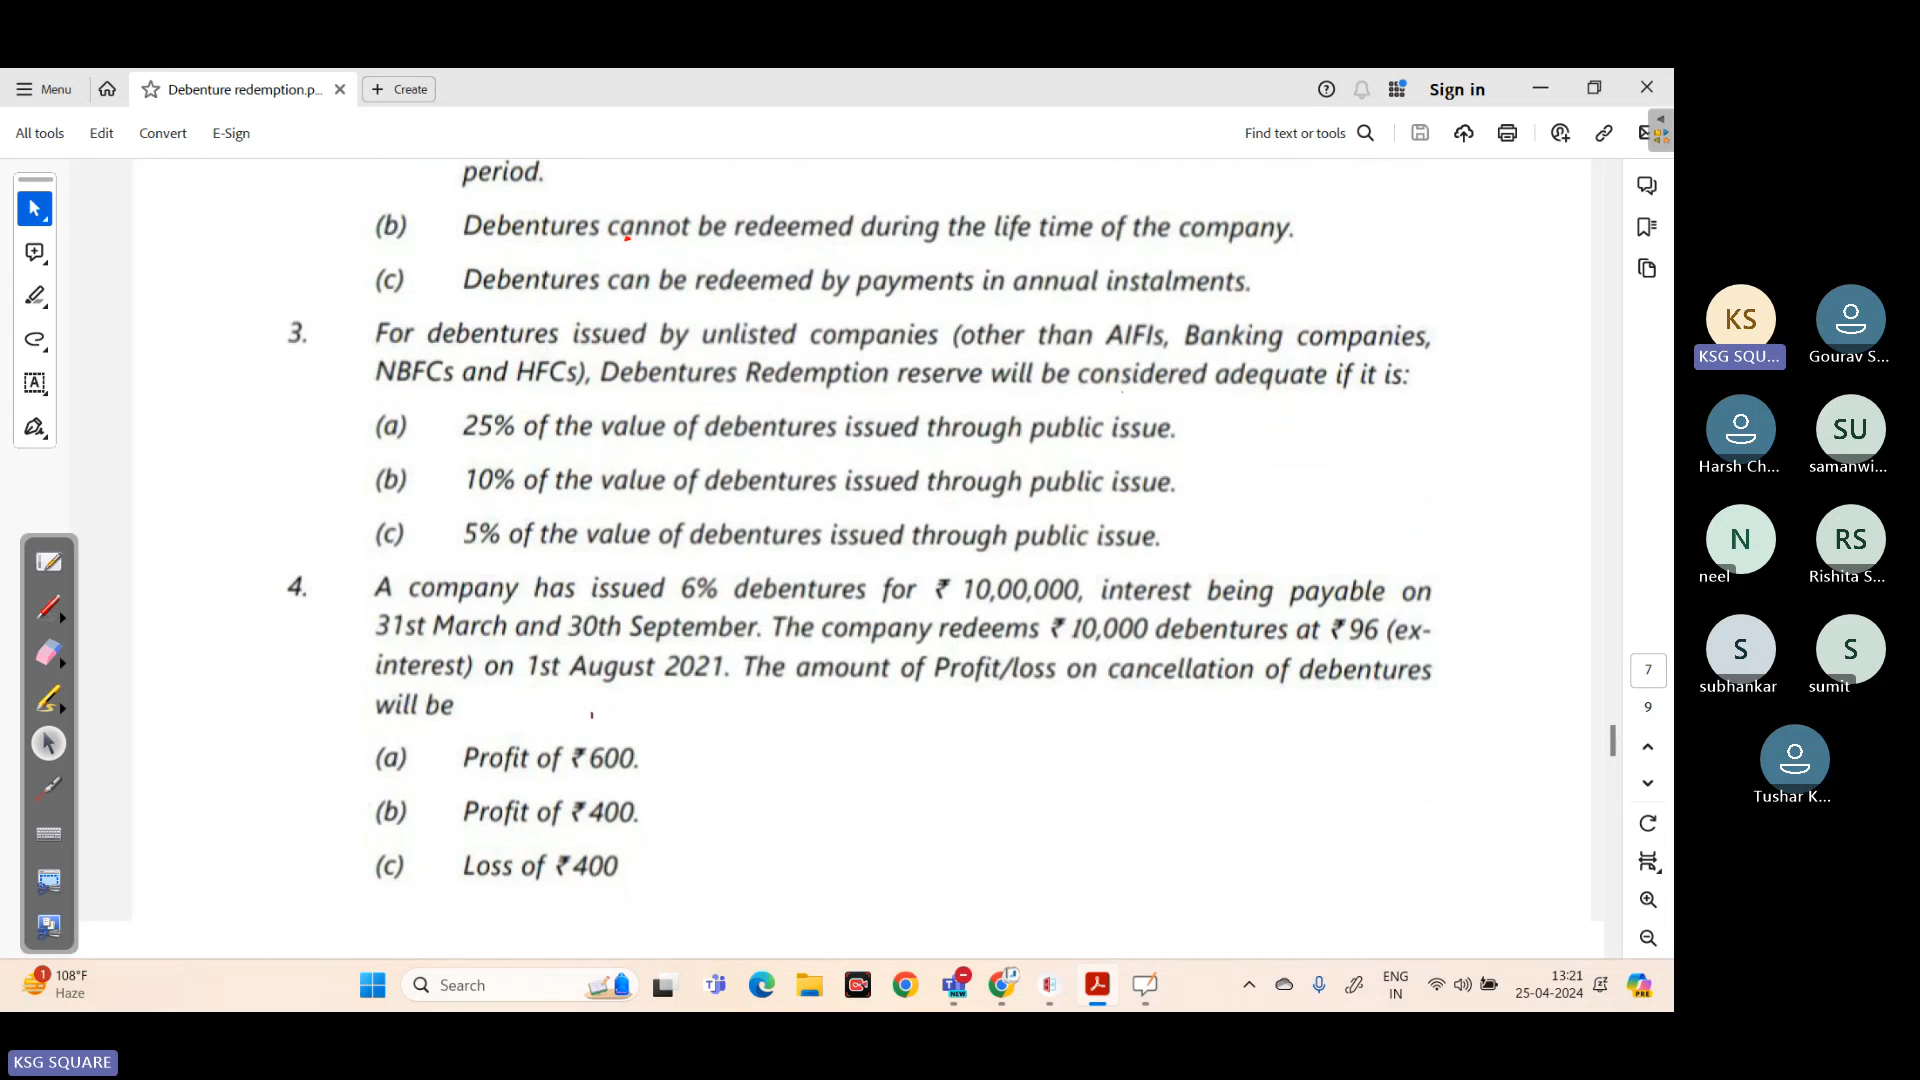 Menu
Debenture redemption.p...
Create
Sign in
All tools
Edit
Convert
E-Sign
Find text or tools
period.
(b) Debentures cannot be redeemed during the life time of the company.
(c) Debentures can be redeemed by payments in annual instalments.
3. For debentures issued by unlisted companies (other than AIFIs, Banking companies,
NBFCs and HFCs), Debentures Redemption reserve will be considered adequate if it is:
(a) 25% of the value of debentures issued through public issue.
(b) 10% of the value of debentures issued through public issue.
(c) 5% of the value of debentures issued through public issue.
4. A company has issued 6% debentures for ₹ 10,00,000, interest being payable on
31st March and 30th September. The company redeems ₹ 10,000 debentures at ₹ 96 (ex-
interest) on 1st August 2021. The amount of Profit/loss on cancellation of debentures
will be
(a) Profit of ₹ 600.
(b) Profit of ₹ 400.
(c) Loss of ₹ 400
7
9
KS
KSG SQU...
Gourav S...
Harsh Ch...
SU
samanwi...
N
neel
RS
Rishita S...
S
subhankar
S
sumit
Tushar K...
1
108°F
Haze
Search
NEW
ENG
IN
13:21
25-04-2024
PRE
KSG SQUARE